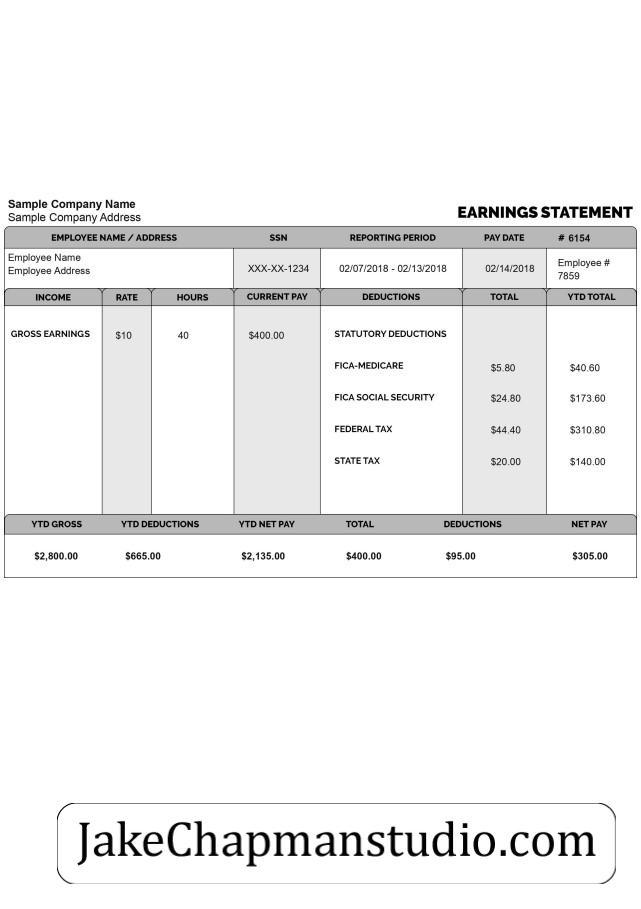 Sample Company Name
Sample Company Address
EARNINGS STATEMENT
EMPLOYEE NAME / ADDRESS SSN REPORTING PERIOD PAY DATE # 6154
Employee Name
Employee Address
XXX-XX-1234 02/07/2018 - 02/13/2018 02/14/2018 Employee #
7859
INCOME RATE HOURS CURRENT PAY DEDUCTIONS TOTAL YTD TOTAL
GROSS EARNINGS $10 40 $400.00 STATUTORY DEDUCTIONS
FICA-MEDICARE $5.80 $40.60
FICA SOCIAL SECURITY $24.80 $173.60
FEDERAL TAX $44.40 $310.80
STATE TAX $20.00 $140.00
YTD GROSS YTD DEDUCTIONS YTD NET PAY TOTAL DEDUCTIONS NET PAY
$2,800.00 $665.00 $2,135.00 $400.00 $95.00 $305.00
JakeChapmanstudio.com